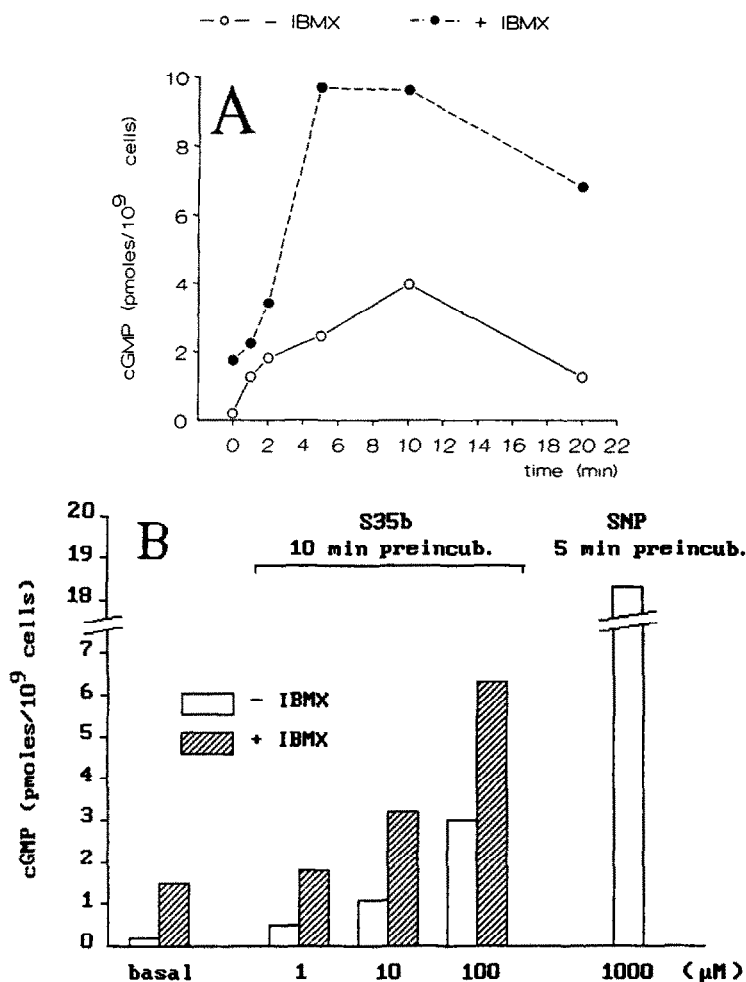 - IBMX + IBMX
A
10
8
6
4
2
0
cGMP (pmoles/10⁹ cells)
0 2 4 6 8 10 12 14 16 18 20 22
time (min)
B
20
19
18
7
6
5
4
3
2
1
0
cGMP (pmoles/10⁹ cells)
S35b SNP
10 min preincub. 5 min preincub.
- IBMX
+ IBMX
basal 1 10 100 1000 (µM)